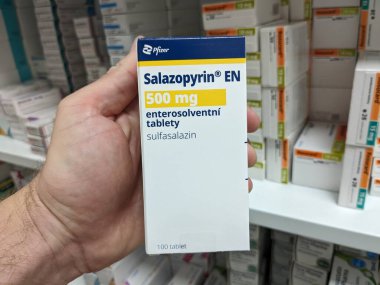 Pfizer
Salazopyrin® EN
500 mg
enterosolventní
tablety
sulfasalazin
100 tablet